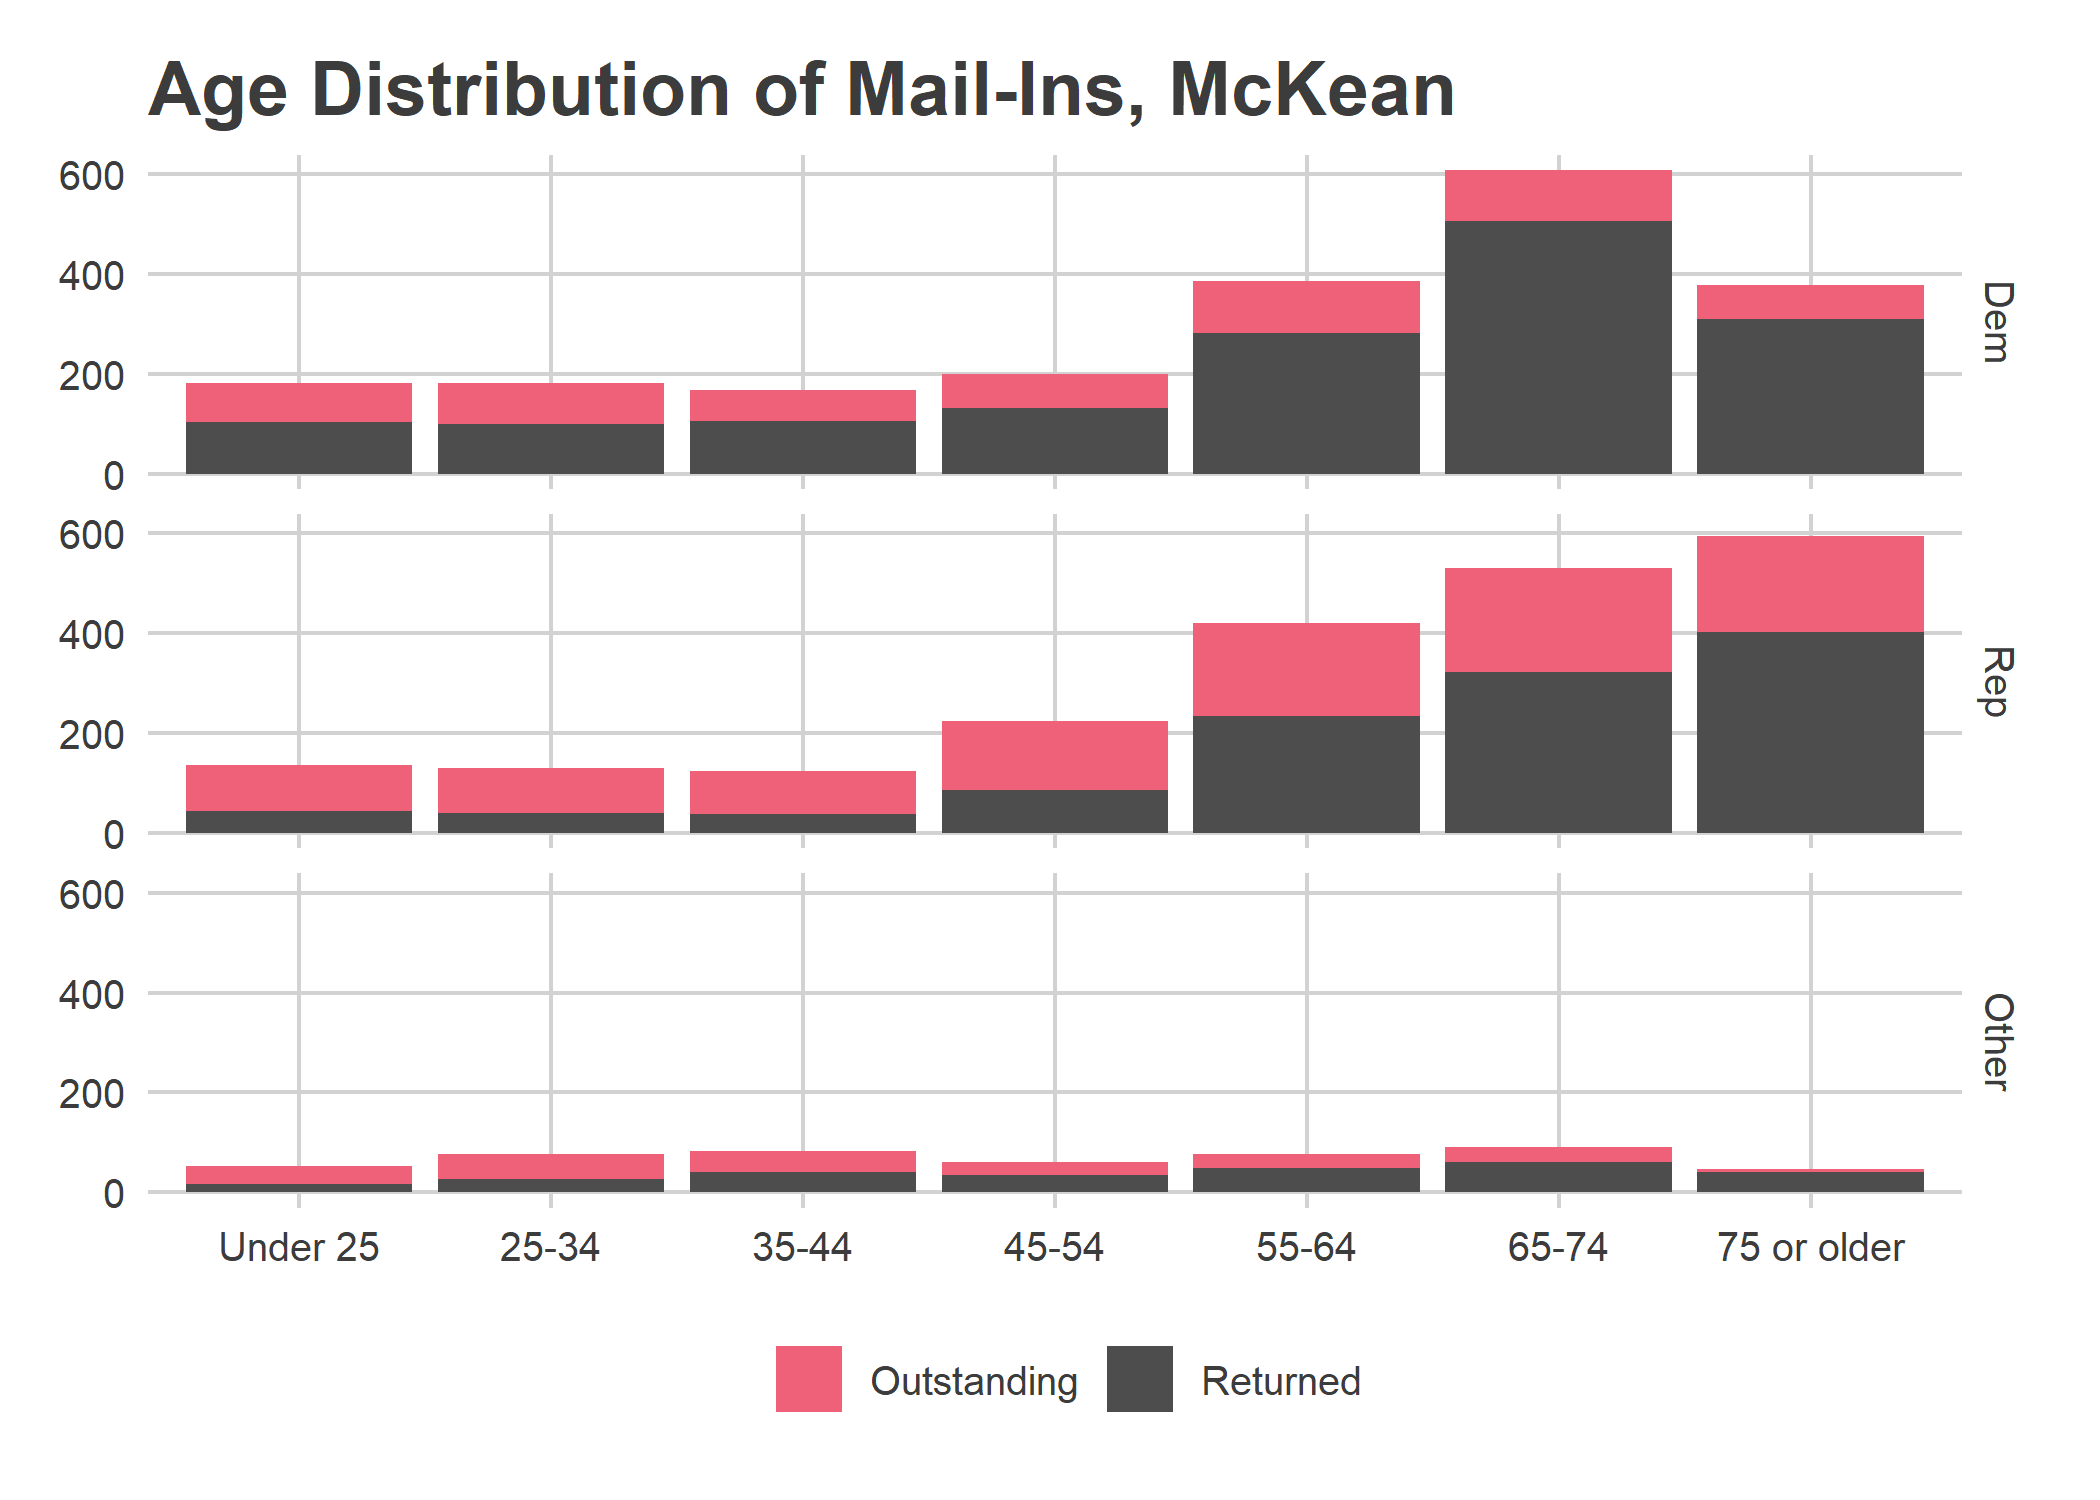 Age Distribution of Mail-Ins, McKean
600
400
200
0
Dem
600
400
200
0
Rep
600
400
200
0
Other
Under 25 25-34 35-44 45-54 55-64 65-74 75 or older
Outstanding Returned